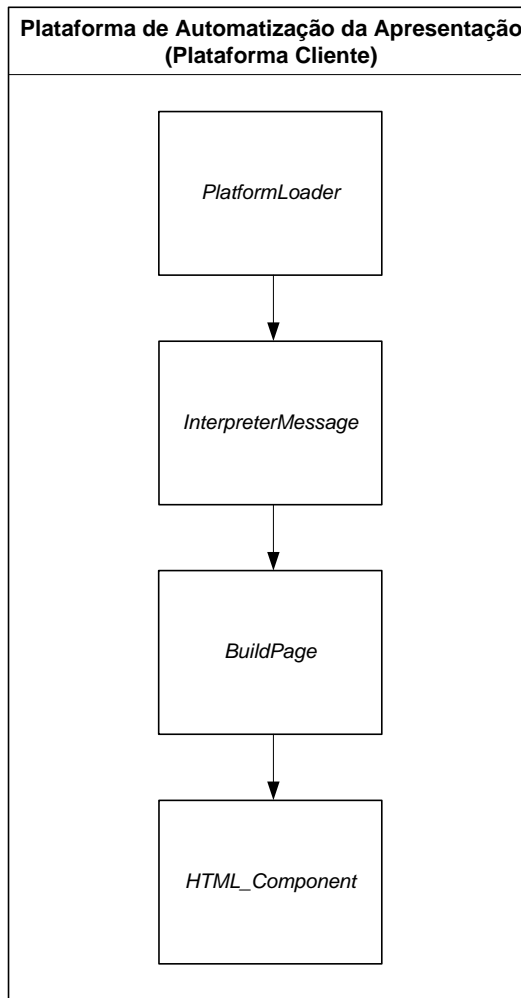 Plataforma de Automatização da Apresentação
(Plataforma Cliente)
PlatformLoader
InterpreterMessage
BuildPage
HTML_Component